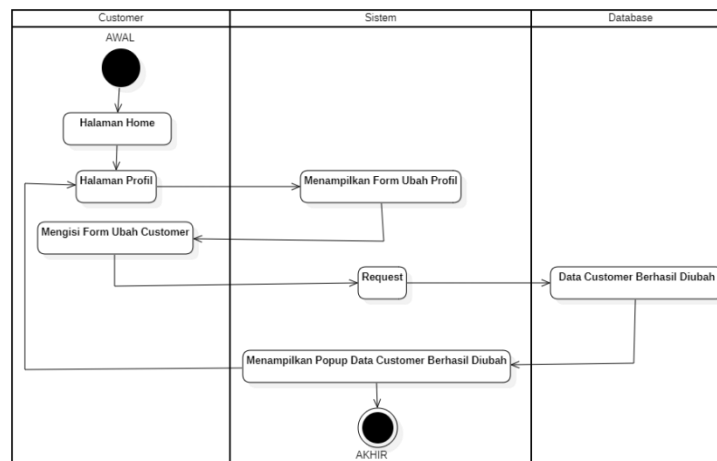 Customer
Sistem
Database
AWAL
Halaman Home
Halaman Profil
Menampilkan Form Ubah Profil
Mengisi Form Ubah Customer
Request
Data Customer Berhasil Diubah
Menampilkan Popup Data Customer Berhasil Diubah
AKHIR